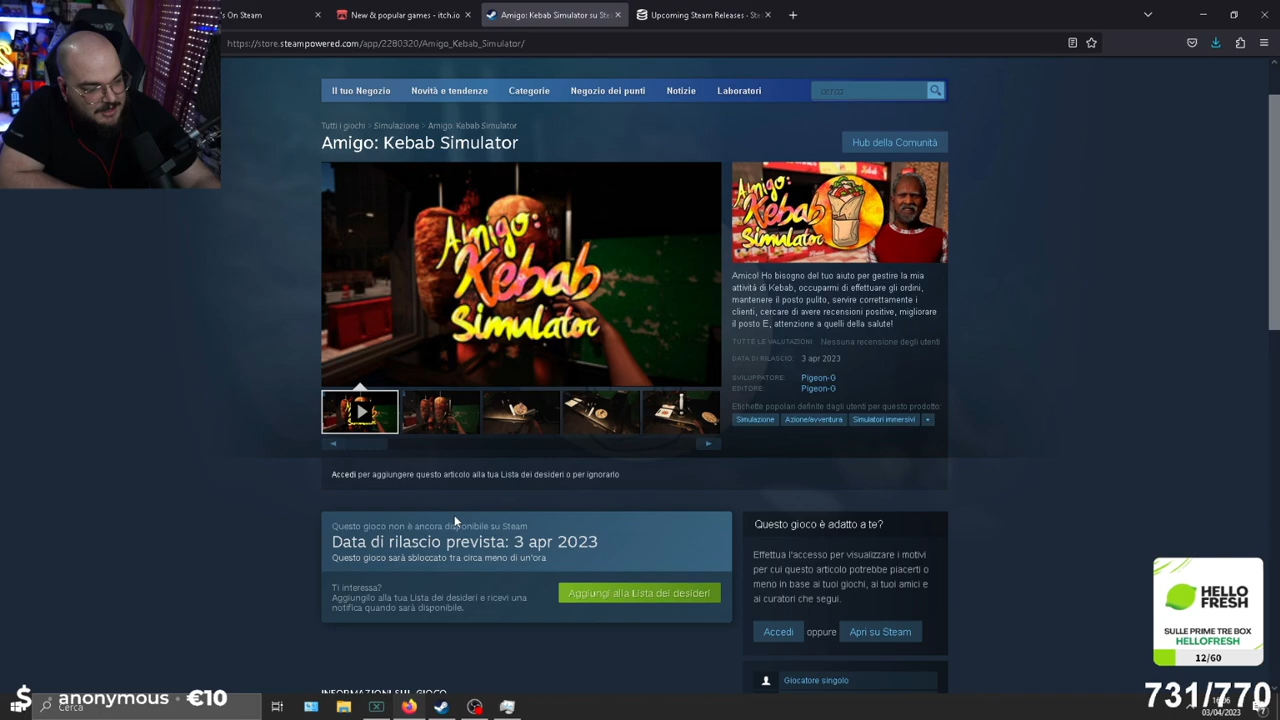 s On Steam
New & popular games - itch.io
Amigo: Kebab Simulator su St
Upcoming Steam
https://store.steampowered.com/app/2280320/Amigo_Kebab_Simulator/
Il tuo Negozio
Novità e tendenze
Categorie
Negozio dei punti
Notizie
Laboratori
cerca
Tutti i giochi > Simulazione > Amigo: Kebab Simulator
Amigo: Kebab Simulator
Hub della Comunità
Amigo:
Kebab
Simulator
Amigo:
Kebab
Simulator
Amico! Ho bisogno del tuo aiuto per gestire la mia
attività di Kebab, occuparmi di effettuare gli ordini,
mantenere il posto pulito, servire correttamente i
clienti, cercare di avere recensioni positive, migliorare
il posto E, attenzione a quelli della salute!
TUTTE LE VALUTAZIONI: Nessuna recensione degli utenti
DATA DI RILASCIO: 3 apr 2023
SVILUPPATORE: Pigeon-G
EDITORE: Pigeon-G
Etichette popolari definite dagli utenti per questo prodotto:
Simulazione
Azione/avventura
Simulatori immersivi
+
Accedi per aggiungere questo articolo alla tua Lista dei desideri o per ignorarlo
Questo gioco non è ancora disponibile su Steam
Data di rilascio prevista: 3 apr 2023
Questo gioco sarà sbloccato tra circa meno di un'ora
Ti interessa?
Aggiungilo alla tua Lista dei desideri e ricevi una
notifica quando sarà disponibile.
Aggiungi alla Lista dei desideri
Questo gioco è adatto a te?
Effettua l'accesso per visualizzare i motivi
per cui questo articolo potrebbe piacerti o
meno in base ai tuoi giochi, ai tuoi amici e
ai curatori che segui.
Accedi oppure Apri su Steam
Giocatore singolo
INFORMAZIONI SUL GIOCO
HELLO
FRESH
SULLE PRIME TRE BOX
HELLOFRESH
12/60
$ anonymous · €10
Cerca
731/770
16:06
03/04/2023